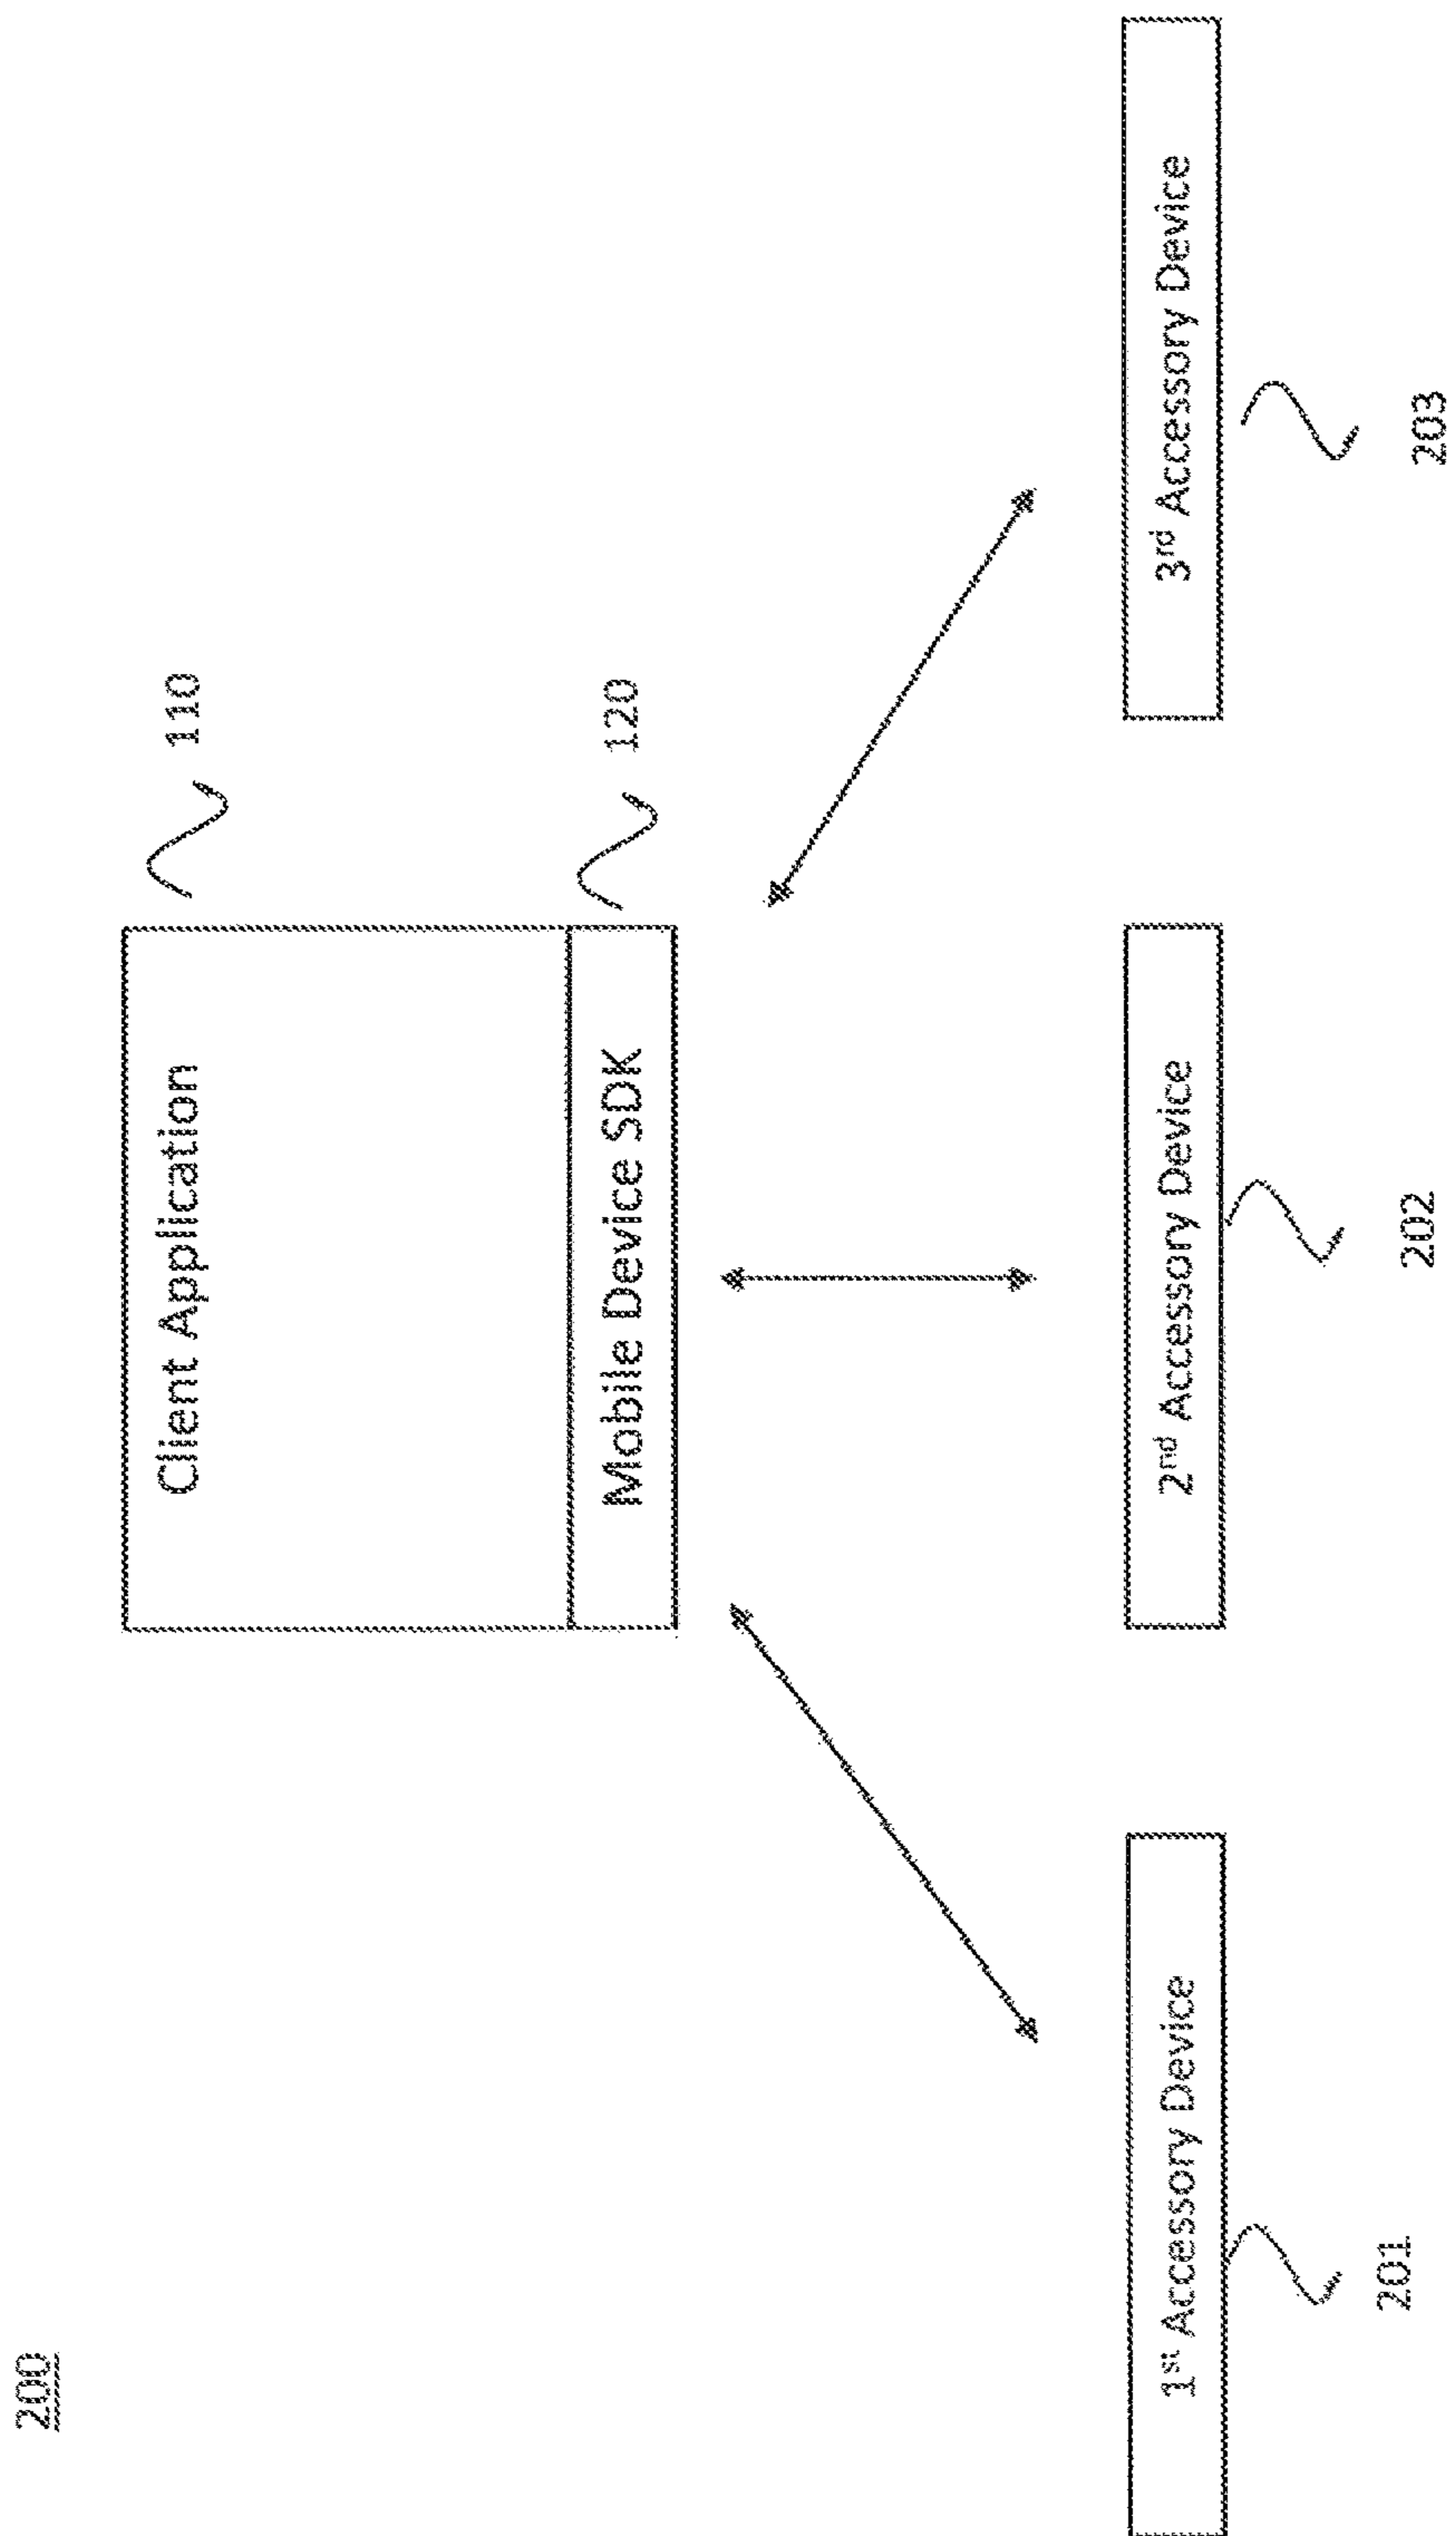 200
Client Application
110
Mobile Device SDK
120
1st Accessory Device
2nd Accessory Device
3rd Accessory Device
201
202
203